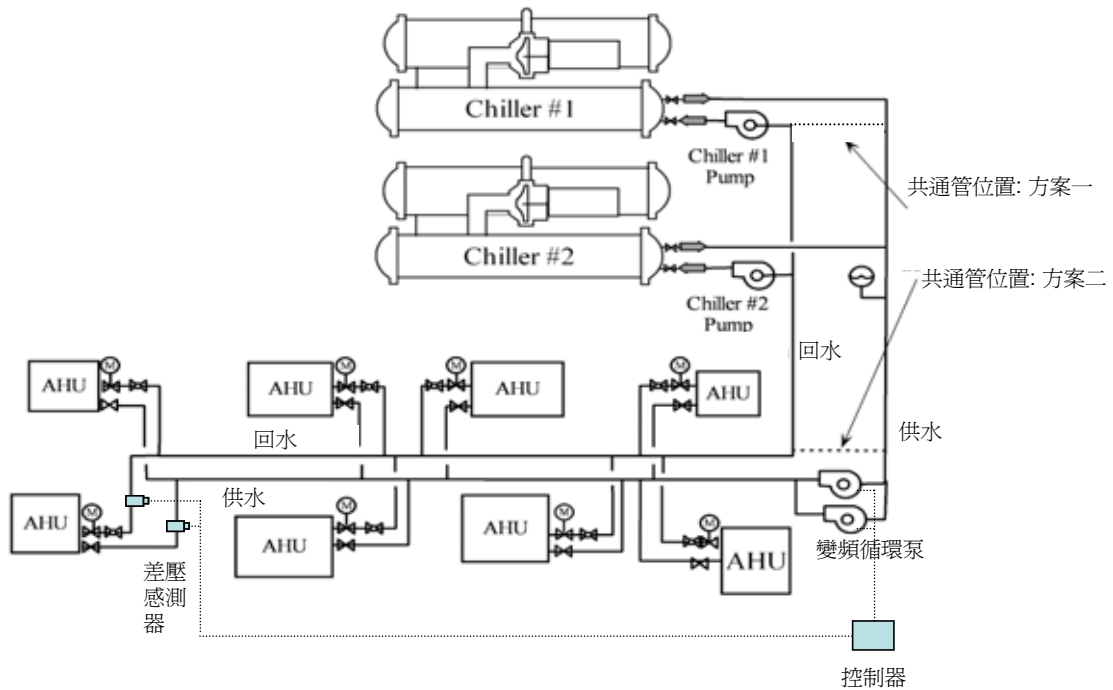 Chiller #1
Chiller #1
Pump
共通管位置: 方案一
Chiller #2
共通管位置: 方案二
Chiller #2
Pump
回水
M
M
M
M
AHU
AHU
AHU
AHU
回水
供水
供水
M
M
M
M
AHU
AHU
AHU
AHU
變頻循環泵
差壓
感測
器
控制器